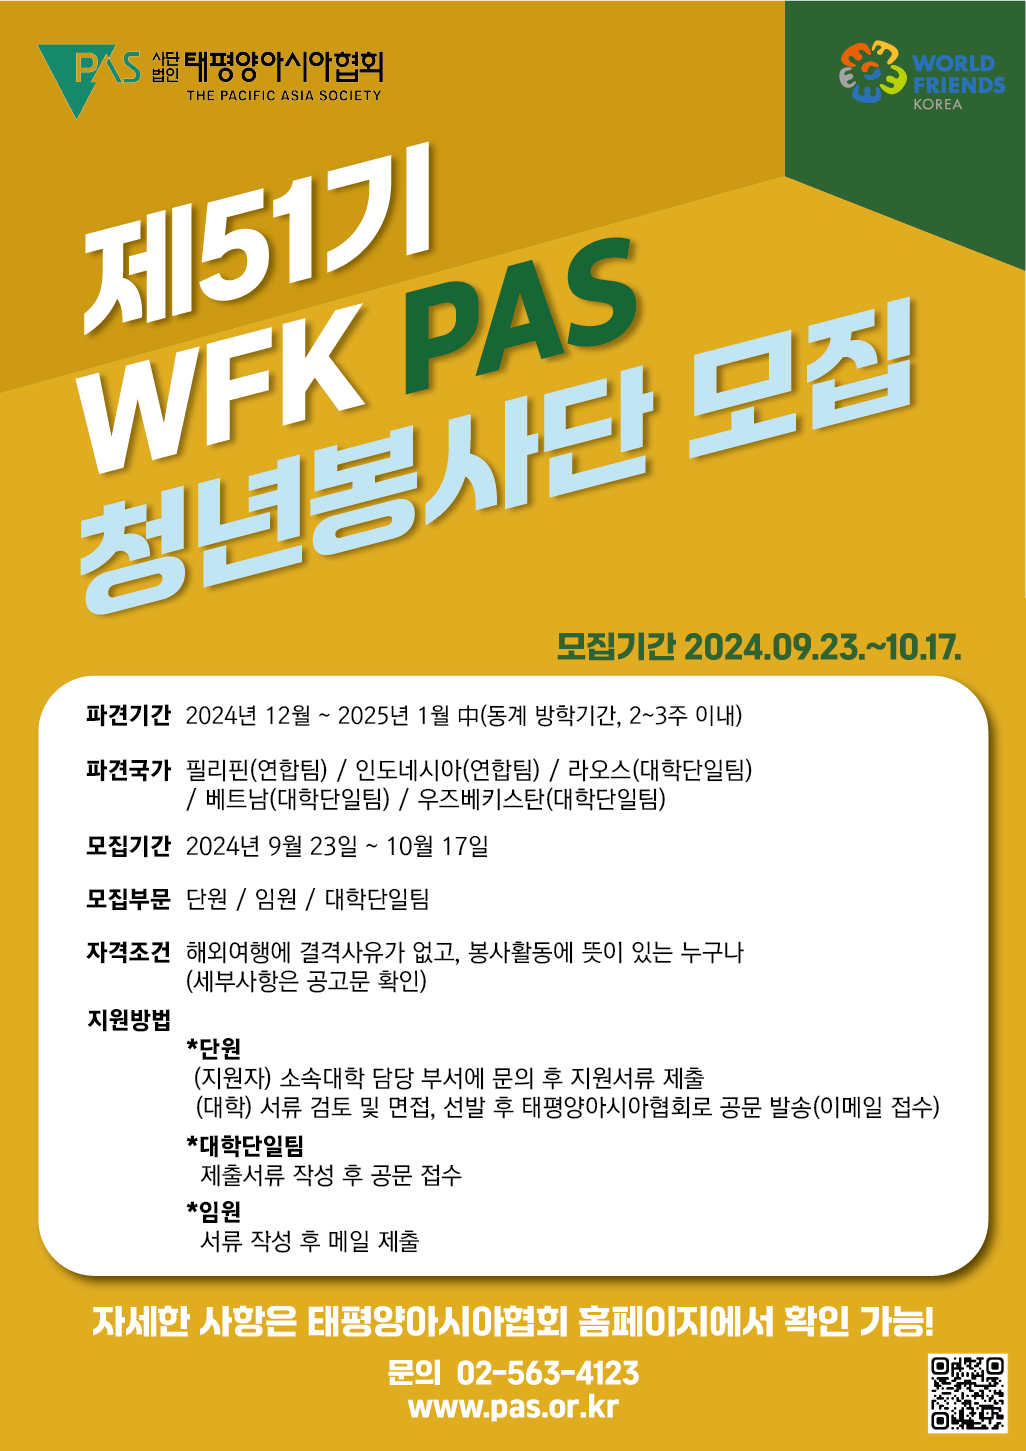 PAS 사단법인 태평양아시아협회
THE PACIFIC ASIA SOCIETY
WORLD
FRIENDS
KOREA
제51기
WFK PAS
청년봉사단 모집
모집기간 2024.09.23.~10.17.
파견기간 2024년 12월 ~ 2025년 1월 中(동계 방학기간, 2~3주 이내)
파견국가 필리핀(연합팀) / 인도네시아(연합팀) / 라오스(대학단일팀)
/ 베트남(대학단일팀) / 우즈베키스탄(대학단일팀)
모집기간 2024년 9월 23일 ~ 10월 17일
모집부문 단원 / 임원 / 대학단일팀
자격조건 해외여행에 결격사유가 없고, 봉사활동에 뜻이 있는 누구나
(세부사항은 공고문 확인)
지원방법
*단원
(지원자) 소속대학 담당 부서에 문의 후 지원서류 제출
(대학) 서류 검토 및 면접, 선발 후 태평양아시아협회로 공문 발송(이메일 접수)
*대학단일팀
제출서류 작성 후 공문 접수
*임원
서류 작성 후 메일 제출
자세한 사항은 태평양아시아협회 홈페이지에서 확인 가능!
문의 02-563-4123
www.pas.or.kr